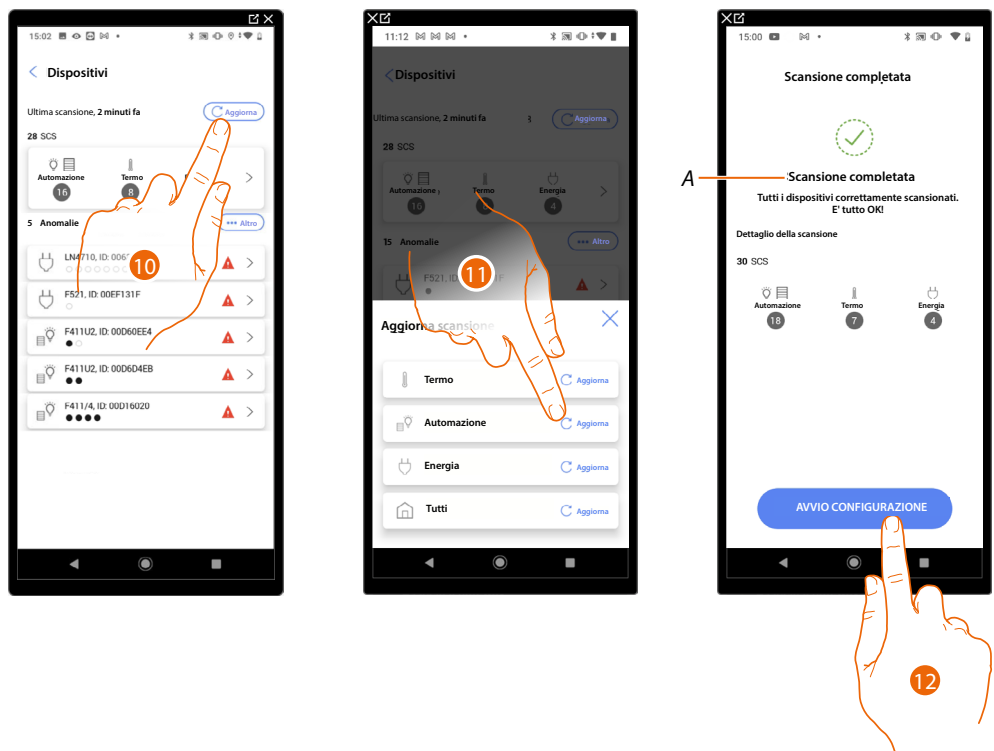 15:02
Dispositivi
Ultima scansione, 2 minuti fa
Aggiorna
28 SCS
Automazione
Termo
16
8
5 Anomalie
Altro
LN4710, ID:
F521, ID: 00EF131F
F411U2, ID: 00D60EE4
F411U2, ID: 00D6D4EB
F411/4, ID: 00D16020
10
11:12
Dispositivi
Ultima scansione, 2 minuti fa
Aggiorna
28 SCS
Automazione
Termo
Energia
16
4
15 Anomalie
Altro
F521, ID:
11
Aggiorna scansione
Termo
Aggiorna
Automazione
Aggiorna
Energia
Aggiorna
Tutti
Aggiorna
15:00
Scansione completata
A
Scansione completata
Tutti i dispositivi correttamente scansionati.
E' tutto OK!
Dettaglio della scansione
30 SCS
Automazione
Termo
Energia
18
7
4
AVVIO CONFIGURAZIONE
12